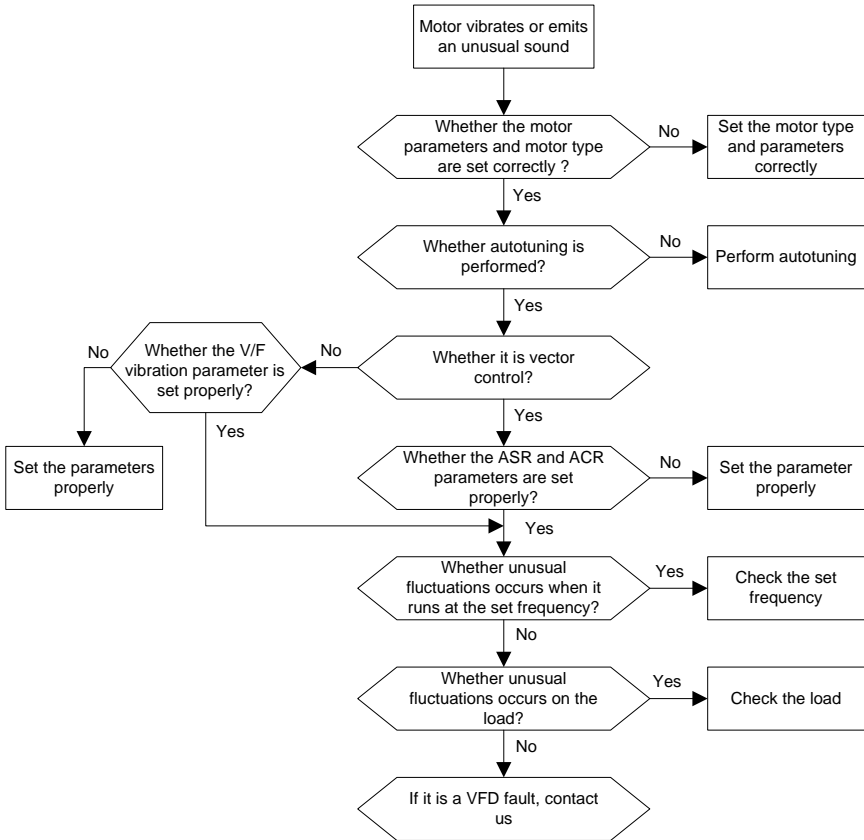 Motor vibrates or emits
an unusual sound
Whether the motor
parameters and motor type
are set correctly ?
No
Set the motor type
and parameters
correctly
Yes
Whether autotuning is
performed?
No
Perform autotuning
Yes
Whether the V/F
vibration parameter is
set properly?
No
No
Whether it is vector
control?
Yes
Yes
Set the parameters
properly
Whether the ASR and ACR
parameters are set
properly?
No
Set the parameter
properly
Yes
Whether unusual
fluctuations occurs when it
runs at the set frequency?
Yes
Check the set
frequency
No
Whether unusual
fluctuations occurs on the
load?
Yes
Check the load
No
If it is a VFD fault, contact
us